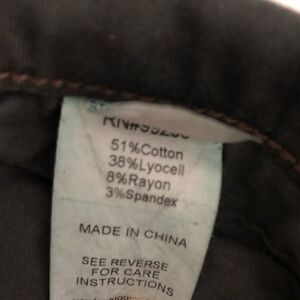 51%Cotton
38%Lyocell
8%Rayon
3%Spandex
MADE IN CHINA
SEE REVERSE
FOR CARE
INSTRUCTIONS